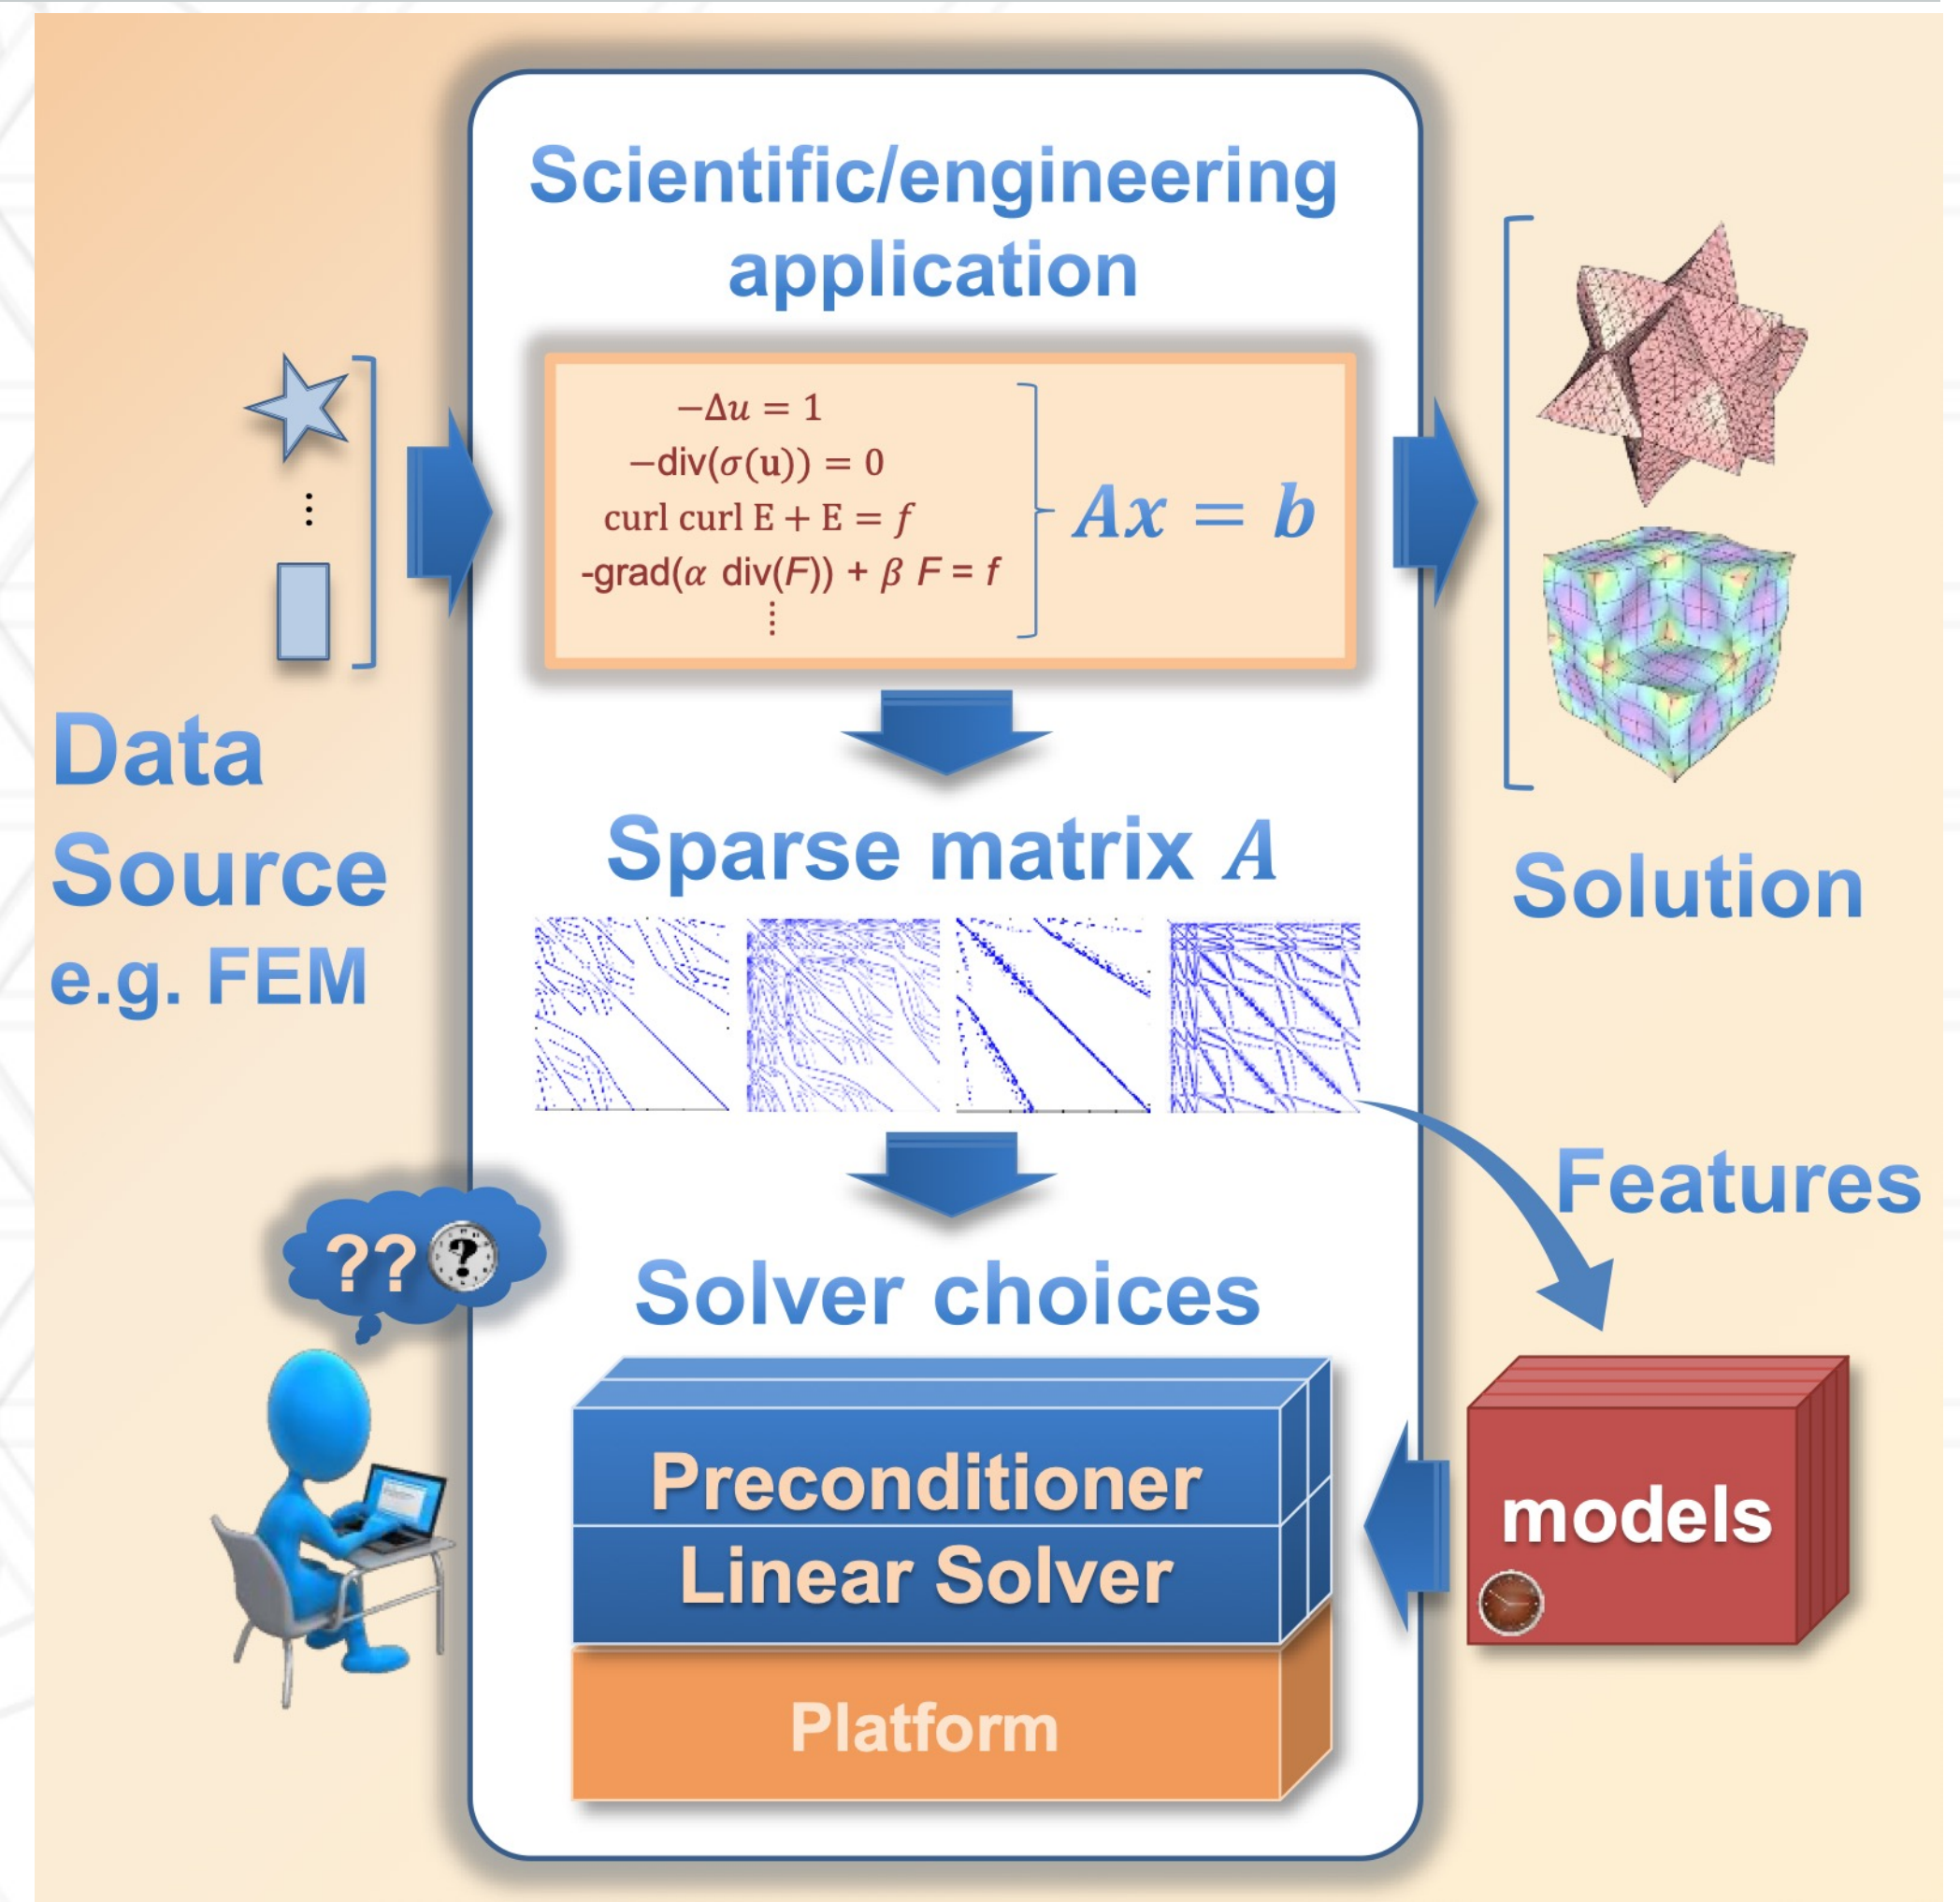 Scientific/engineering
application
−Δu = 1
−div(σ(u)) = 0
curl curl E + E = f
-grad(α div(F)) + β F = f
⋮
Ax = b
⋮
Data
Source
e.g. FEM
Sparse matrix A
Solution
Features
??
?
Solver choices
Preconditioner
Linear Solver
Platform
models